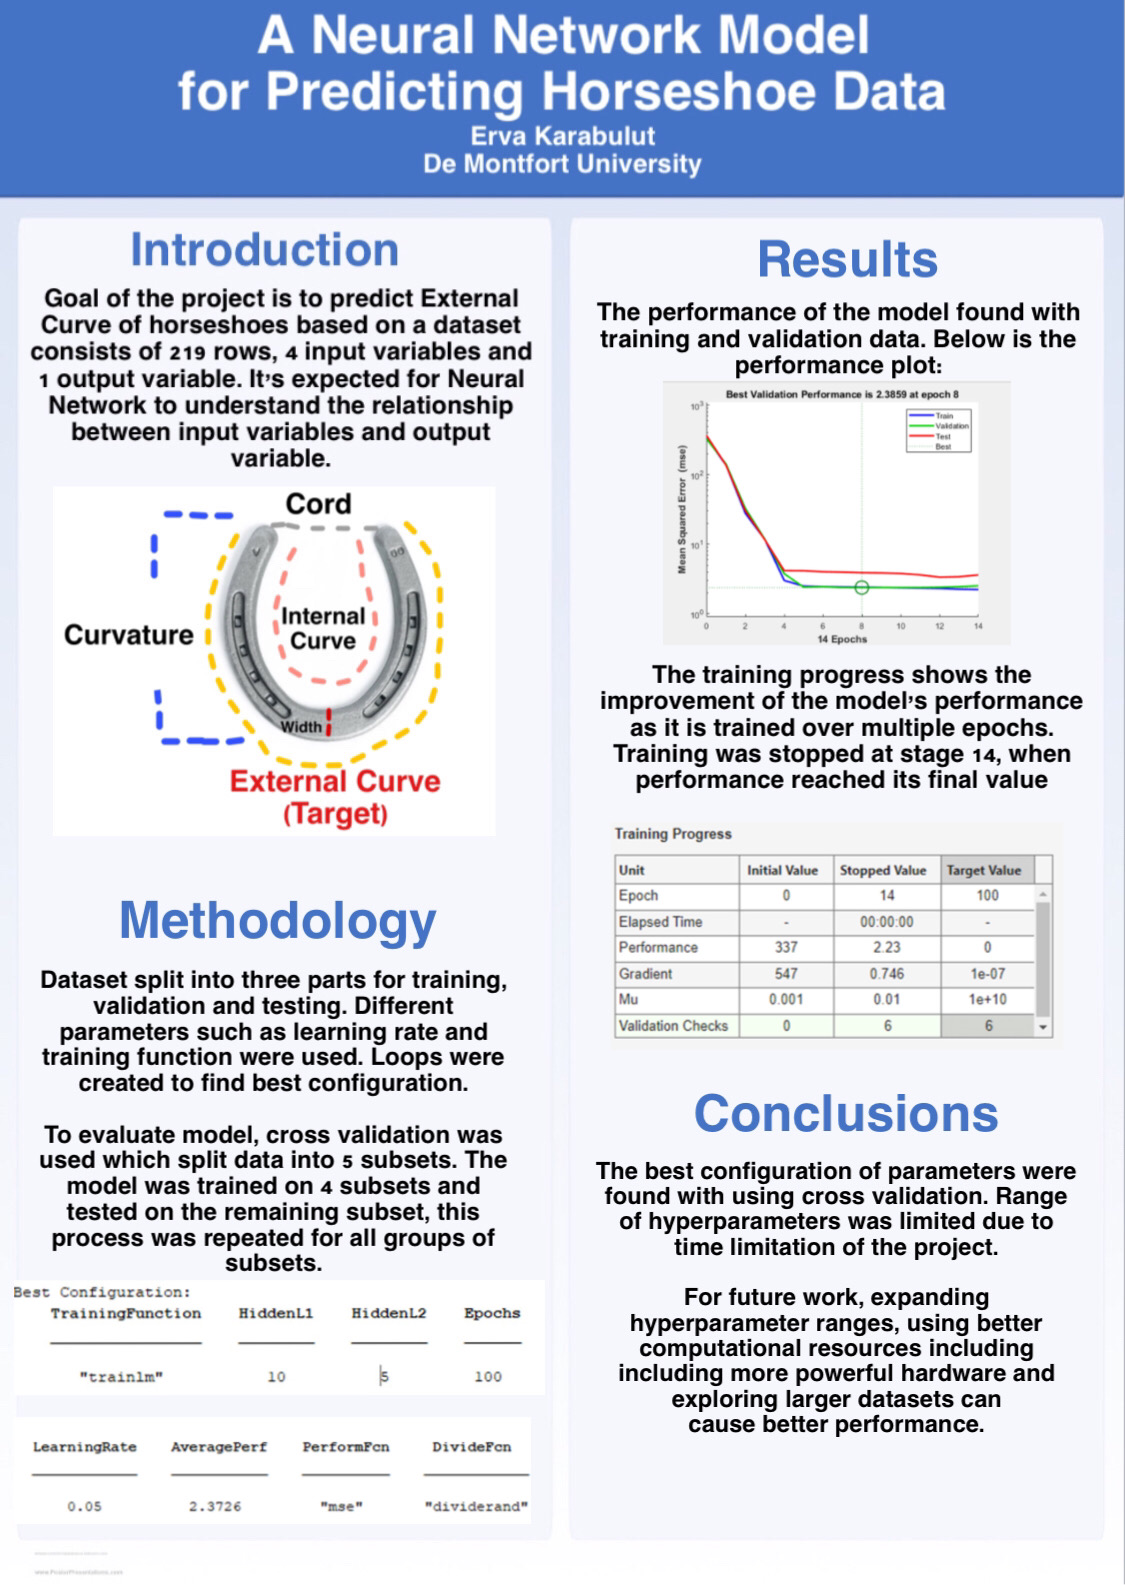 A Neural Network Model
for Predicting Horseshoe Data
Erva Karabulut
De Montfort University
Introduction
Goal of the project is to predict External
Curve of horseshoes based on a dataset
consists of 219 rows, 4 input variables and
1 output variable. It's expected for Neural
Network to understand the relationship
between input variables and output
variable.
Cord
Curvature
Internal
Curve
Width
External Curve
(Target)
Methodology
Dataset split into three parts for training,
validation and testing. Different
parameters such as learning rate and
training function were used. Loops were
created to find best configuration.
To evaluate model, cross validation was
used which split data into 5 subsets. The
model was trained on 4 subsets and
tested on the remaining subset, this
process was repeated for all groups of
subsets.
Best Configuration:
TrainingFunction HiddenL1 HiddenL2 Epochs
"trainlm" 10 5 100
LearningRate AveragePerf PerformFcn DivideFcn
0.05 2.3726 "mse" "dividerand"
www.PosterPresentations.com
Results
The performance of the model found with
training and validation data. Below is the
performance plot:
Best Validation Performance is 2.3859 at epoch 8
Mean Squared Error (mse)
10³
10²
10¹
10⁰
Train
Validation
Test
Best
0 2 4 6 8 10 12 14
14 Epochs
The training progress shows the
improvement of the model's performance
as it is trained over multiple epochs.
Training was stopped at stage 14, when
performance reached its final value
Training Progress
Unit Initial Value Stopped Value Target Value
Epoch 0 14 100
Elapsed Time - 00:00:00 -
Performance 337 2.23 0
Gradient 547 0.746 1e-07
Mu 0.001 0.01 1e+10
Validation Checks 0 6 6
Conclusions
The best configuration of parameters were
found with using cross validation. Range
of hyperparameters was limited due to
time limitation of the project.
For future work, expanding
hyperparameter ranges, using better
computational resources including
including more powerful hardware and
exploring larger datasets can
cause better performance.